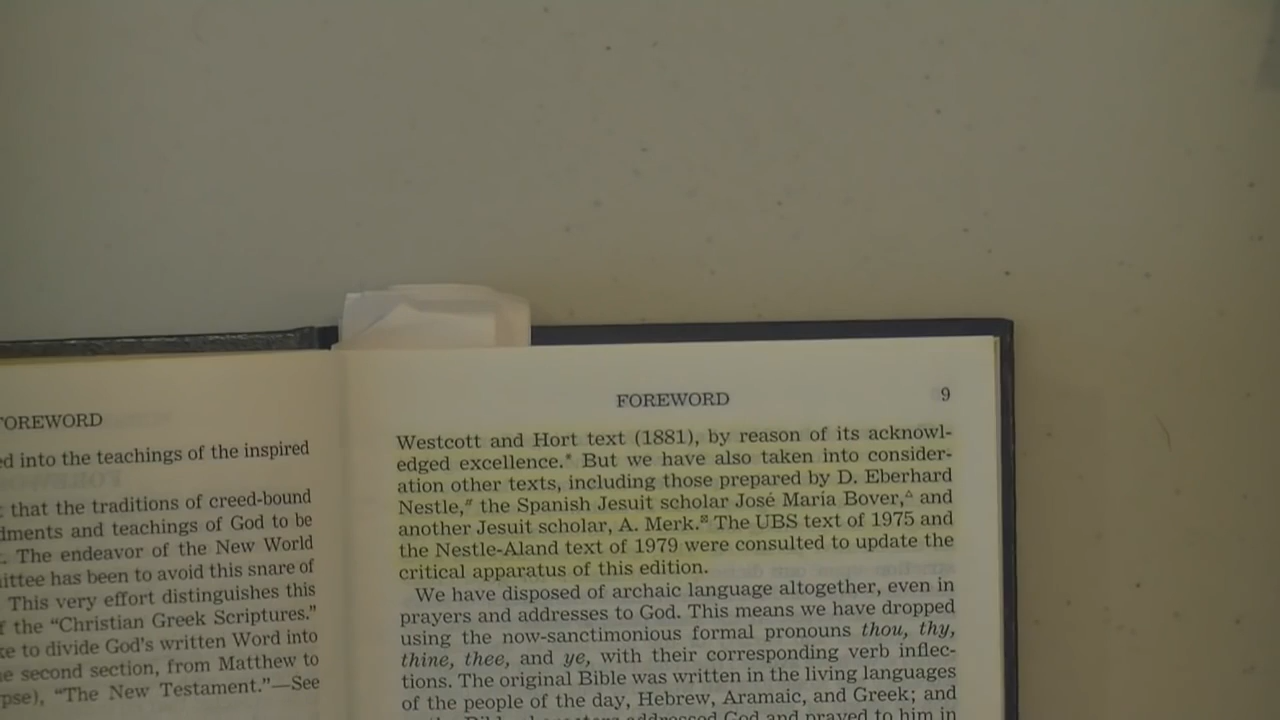 FOREWORD
into the teachings of the inspired
that the traditions of creed-bound
and teachings of God to be
The endeavor of the New World
has been to avoid this snare of
This very effort distinguishes this
the “Christian Greek Scriptures.”
to divide God's written Word into
second section, from Matthew to
“The New Testament.”—See
FOREWORD 9
Westcott and Hort text (1881), by reason of its acknowl-
edged excellence.* But we have also taken into consider-
ation other texts, including those prepared by D. Eberhard
Nestle,# the Spanish Jesuit scholar José María Bover,△ and
another Jesuit scholar, A. Merk.※ The UBS text of 1975 and
the Nestle-Aland text of 1979 were consulted to update the
critical apparatus of this edition.
We have disposed of archaic language altogether, even in
prayers and addresses to God. This means we have dropped
using the now-sanctimonious formal pronouns thou, thy,
thine, thee, and ye, with their corresponding verb inflec-
tions. The original Bible was written in the living languages
of the people of the day, Hebrew, Aramaic, and Greek; and
addressed God and prayed to him in